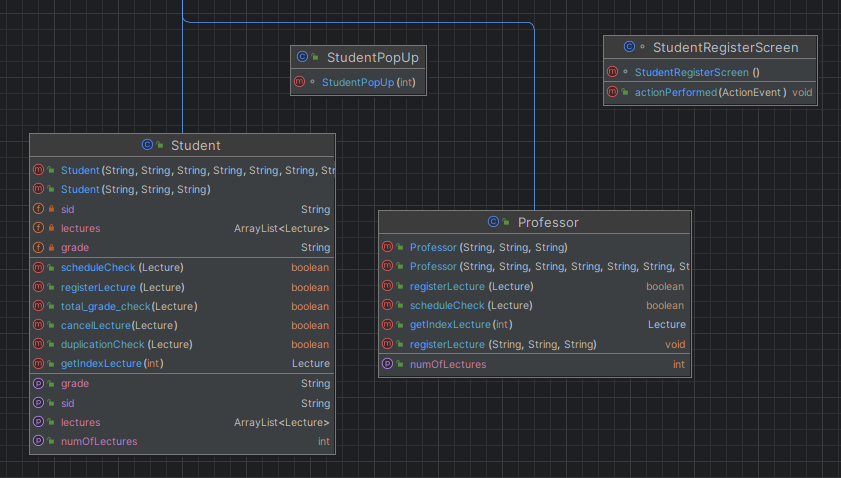 StudentPopUp
StudentPopUp(int)
StudentRegisterScreen
StudentRegisterScreen ()
actionPerformed(ActionEvent) void
Student
Student(String, String, String, String, String, String, Str
Student(String, String, String)
sid String
lectures ArrayList<Lecture>
grade String
scheduleCheck (Lecture) boolean
registerLecture (Lecture) boolean
total_grade_check(Lecture) boolean
cancelLecture(Lecture) boolean
duplicationCheck (Lecture) boolean
getIndexLecture(int) Lecture
grade String
sid String
lectures ArrayList<Lecture>
numOfLectures int
Professor
Professor(String, String, String)
Professor(String, String, String, String, String, String, St
registerLecture (Lecture) boolean
scheduleCheck (Lecture) boolean
getIndexLecture(int) Lecture
registerLecture (String, String, String) void
numOfLectures int